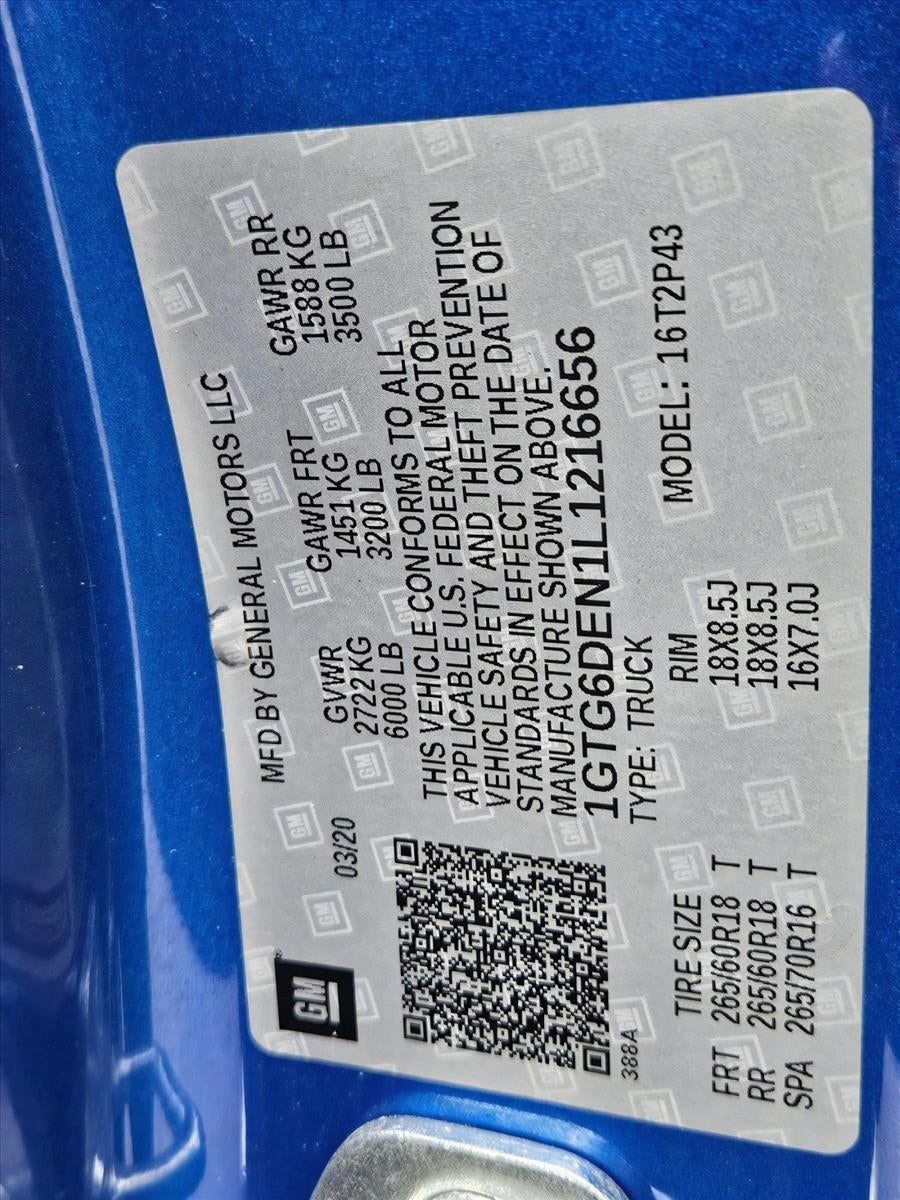 MFD BY GENERAL MOTORS LLC
GM
03/20
GVWR GAWR FRT GAWR RR
2722 KG 1451 KG 1588 KG
6000 LB 3200 LB 3500 LB
THIS VEHICLE CONFORMS TO ALL
APPLICABLE U.S. FEDERAL MOTOR
VEHICLE SAFETY AND THEFT PREVENTION
STANDARDS IN EFFECT ON THE DATE OF
MANUFACTURE SHOWN ABOVE.
1GTG6DEN1L1216656
388A
TYPE: TRUCK MODEL: 16T2P43
TIRE SIZE RIM
FRT 265/60R18 T 18X8.5J
RR 265/60R18 T 18X8.5J
SPA 265/70R16 T 16X7.0J